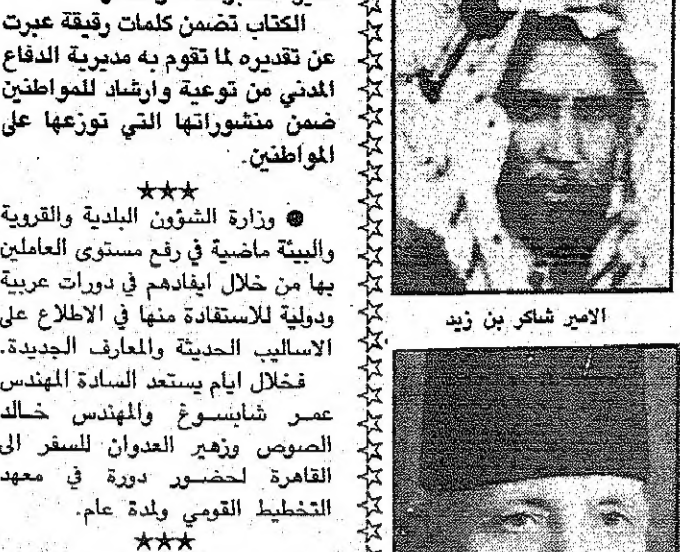 الكتاب تضمن كلمات رقيقة عبرت
عن تقديره لما تقوم به مديرية الدفاع
المدني من توعية وارشاد للمواطنين
ضمن منشوراتها التي توزعها على
المواطنين.
★★★
● وزارة الشؤون البلدية والقروية
والبيئة ماضية في رفع مستوى العاملين
بها من خلال ايفادهم في دورات عربية
ودولية للاستفادة منها في الاطلاع على
الاساليب الحديثة والمعارف الجديدة.
فخلال ايام يستعد السادة المهندس
عمر شابسوغ والمهندس خالد
الصوص وزهير العدوان للسفر الى
القاهرة لحضور دورة في معهد
التخطيط القومي ولمدة عام.
★★★
الامير شاكر بن زيد